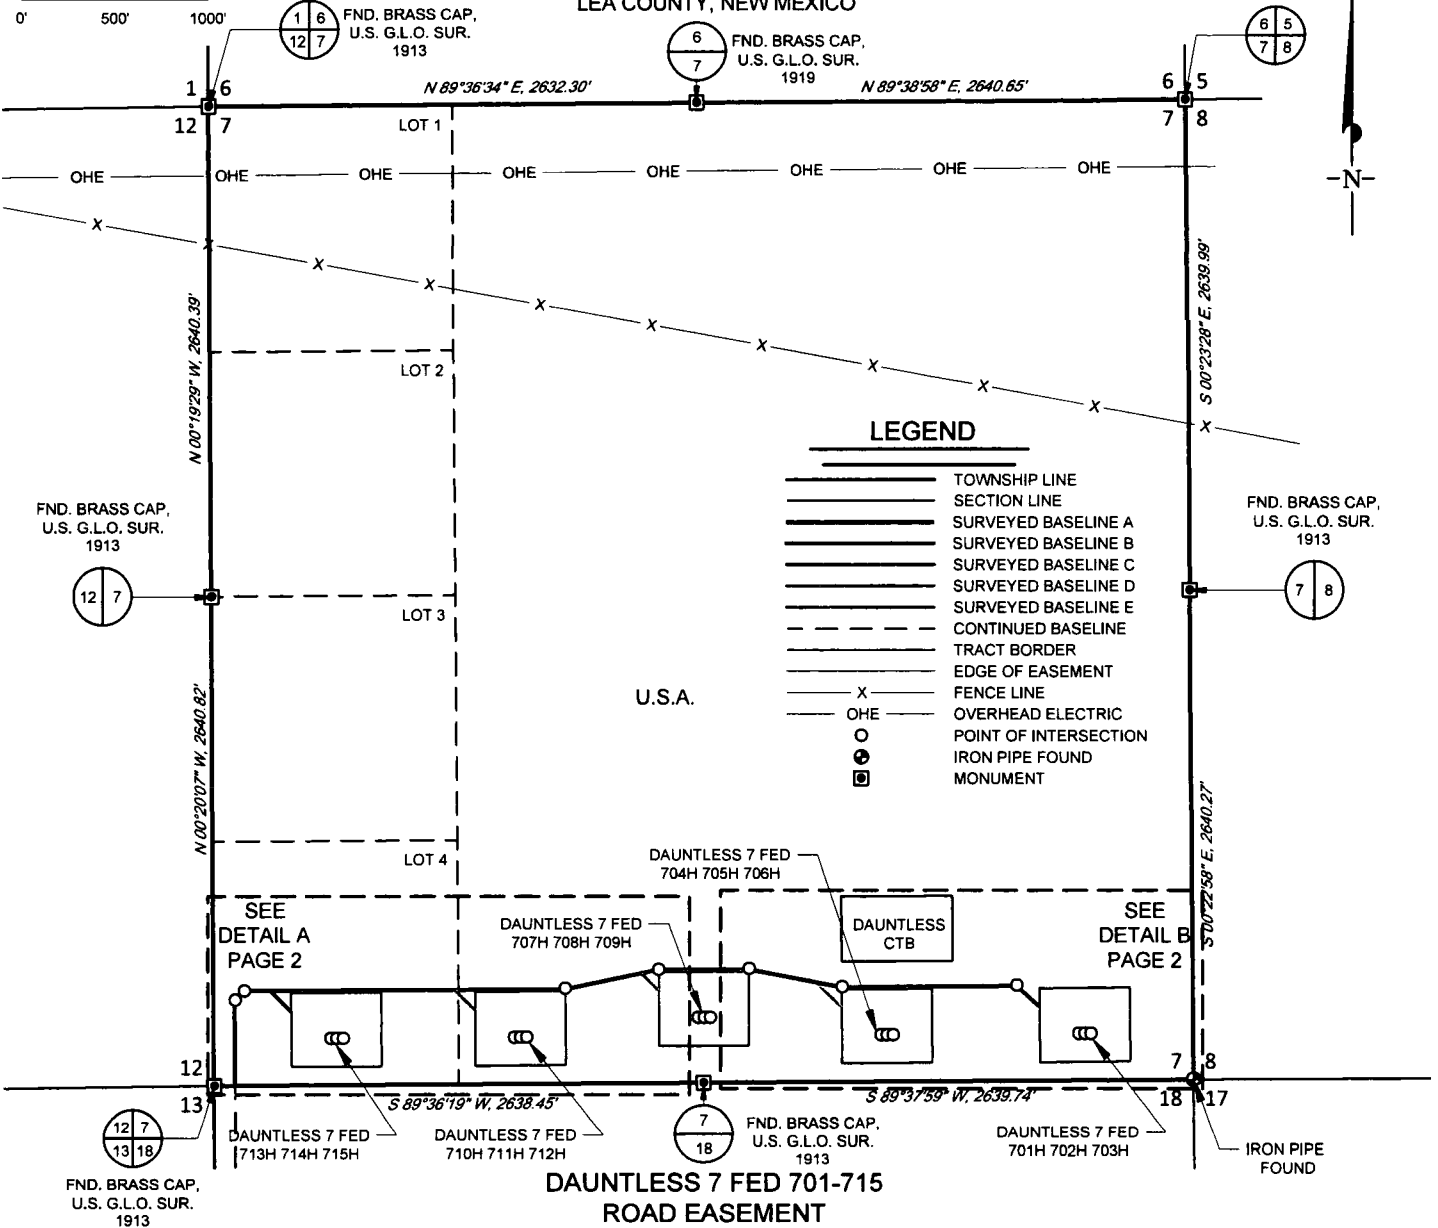 LEA COUNTY, NEW MEXICO
0' 500' 1000'
1 6
12 7
FND. BRASS CAP,
U.S. G.L.O. SUR.
1913
6
7
FND. BRASS CAP,
U.S. G.L.O. SUR.
1919
6 5
7 8
1 6
12 7
N 89°36'34" E, 2632.30'
N 89°38'58" E, 2640.65'
6 5
7 8
LOT 1
OHE OHE OHE OHE OHE OHE OHE OHE
-N-
X X X X X X X X X X X
N 00°19'29" W, 2640.39'
S 00°23'28" E, 2639.99'
LOT 2
LEGEND
TOWNSHIP LINE
SECTION LINE
SURVEYED BASELINE A
SURVEYED BASELINE B
SURVEYED BASELINE C
SURVEYED BASELINE D
SURVEYED BASELINE E
CONTINUED BASELINE
TRACT BORDER
EDGE OF EASEMENT
X FENCE LINE
OHE OVERHEAD ELECTRIC
POINT OF INTERSECTION
IRON PIPE FOUND
MONUMENT
FND. BRASS CAP,
U.S. G.L.O. SUR.
1913
12 7
FND. BRASS CAP,
U.S. G.L.O. SUR.
1913
7 8
LOT 3
U.S.A.
N 00°20'07" W, 2640.82'
S 00°22'58" E, 2640.27'
LOT 4
DAUNTLESS 7 FED
704H 705H 706H
SEE
DETAIL A
PAGE 2
DAUNTLESS 7 FED
707H 708H 709H
DAUNTLESS
CTB
SEE
DETAIL B
PAGE 2
12
13
7 8
18 17
S 89°36'19" W, 2638.45'
S 89°37'59" W, 2639.74'
12 7
13 18
FND. BRASS CAP,
U.S. G.L.O. SUR.
1913
DAUNTLESS 7 FED
713H 714H 715H
DAUNTLESS 7 FED
710H 711H 712H
7
18
FND. BRASS CAP,
U.S. G.L.O. SUR.
1913
DAUNTLESS 7 FED
701H 702H 703H
IRON PIPE
FOUND
DAUNTLESS 7 FED 701-715
ROAD EASEMENT